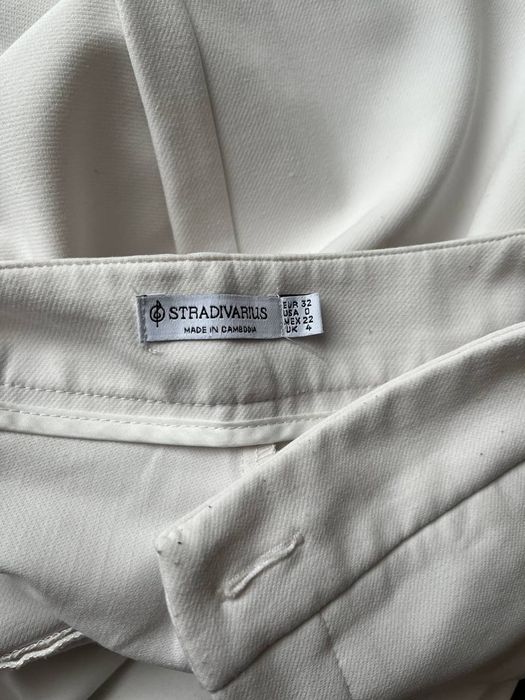 STRADIVARIUS
MADE IN CAMBODIA
EUR 32
USA 0
MEX 22
UK 4